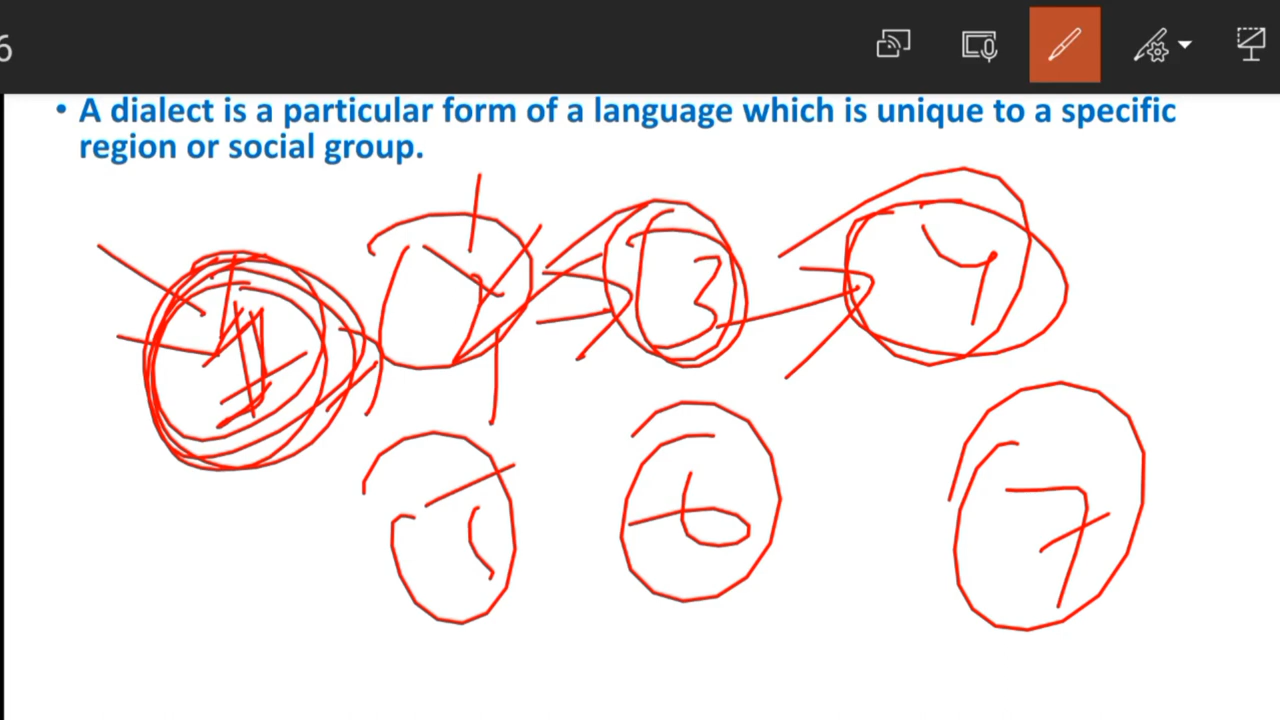 6
• A dialect is a particular form of a language which is unique to a specific
region or social group.
1 3 4
6 7